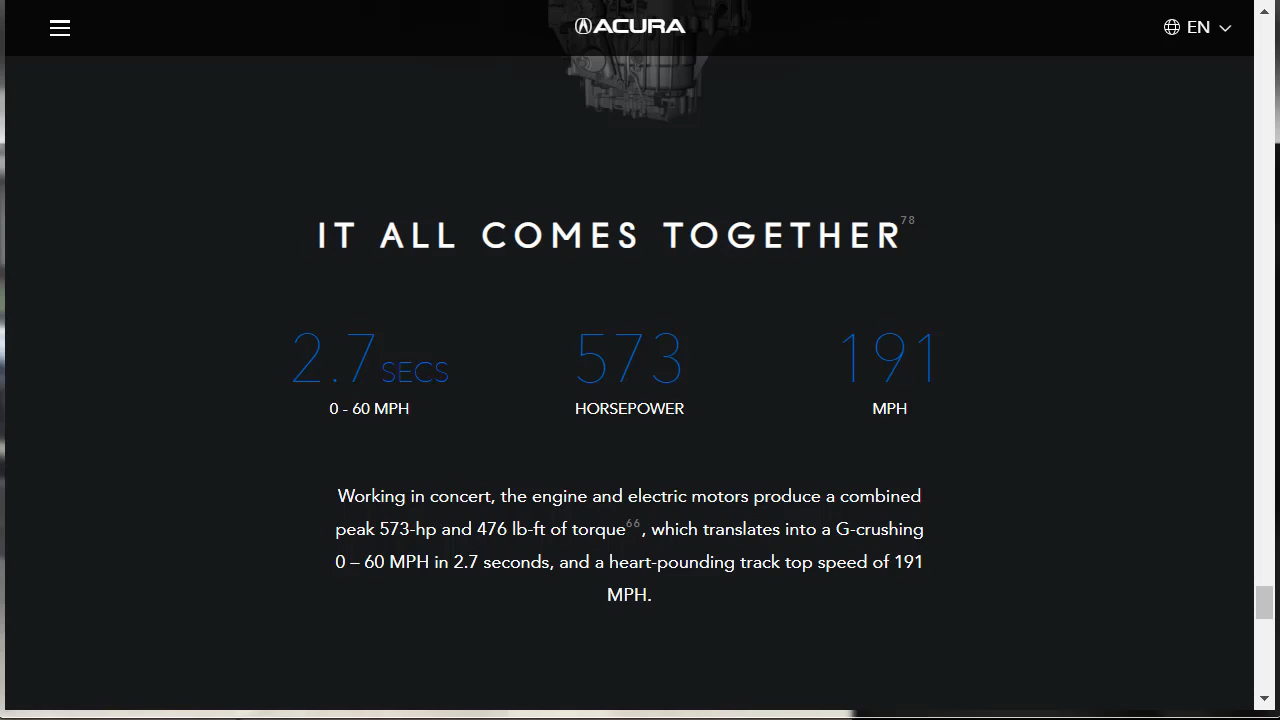 ACURA
EN
IT ALL COMES TOGETHER78
2.7 SECS
0 - 60 MPH
573
HORSEPOWER
191
MPH
Working in concert, the engine and electric motors produce a combined
peak 573-hp and 476 lb-ft of torque66, which translates into a G-crushing
0 – 60 MPH in 2.7 seconds, and a heart-pounding track top speed of 191
MPH.